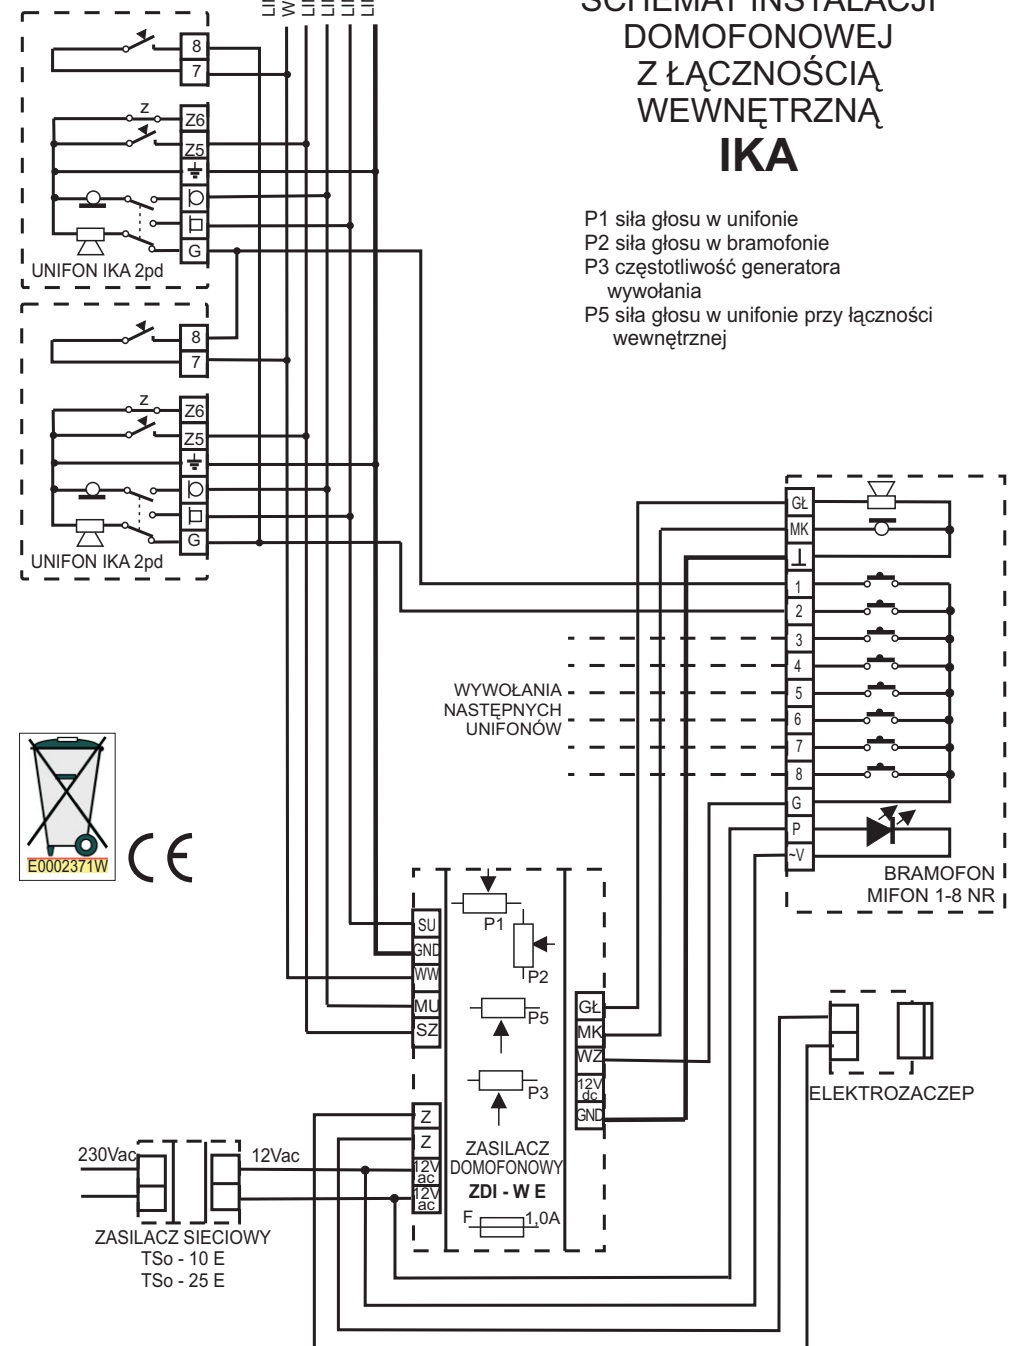 SCHEMAT INSTALACJI
DOMOFONOWEJ
Z ŁĄCZNOŚCIĄ
WEWNĘTRZNĄ
IKA
P1 siła głosu w unifonie
P2 siła głosu w bramofonie
P3 częstotliwość generatora
wywołania
P5 siła głosu w unifonie przy łączności
wewnętrznej
8
7
Z
Z6
Z5
G
UNIFON IKA 2pd
8
7
Z
Z6
Z5
G
UNIFON IKA 2pd
GŁ
MK
1
2
3
4
5
6
7
8
G
P
~V
BRAMOFON
MIFON 1-8 NR
WYWOŁANIA
NASTĘPNYCH
UNIFONÓW
E0002371W
CE
SU
GND
WW
MU
SZ
Z
Z
12V
ac
12V
ac
P1
P2
P5
P3
ZASILACZ
DOMOFONOWY
ZDI - W E
F
1,0A
GŁ
MK
WZ
12V
dc
GND
ELEKTROZACZEP
230Vac
12Vac
ZASILACZ SIECIOWY
TSo - 10 E
TSo - 25 E